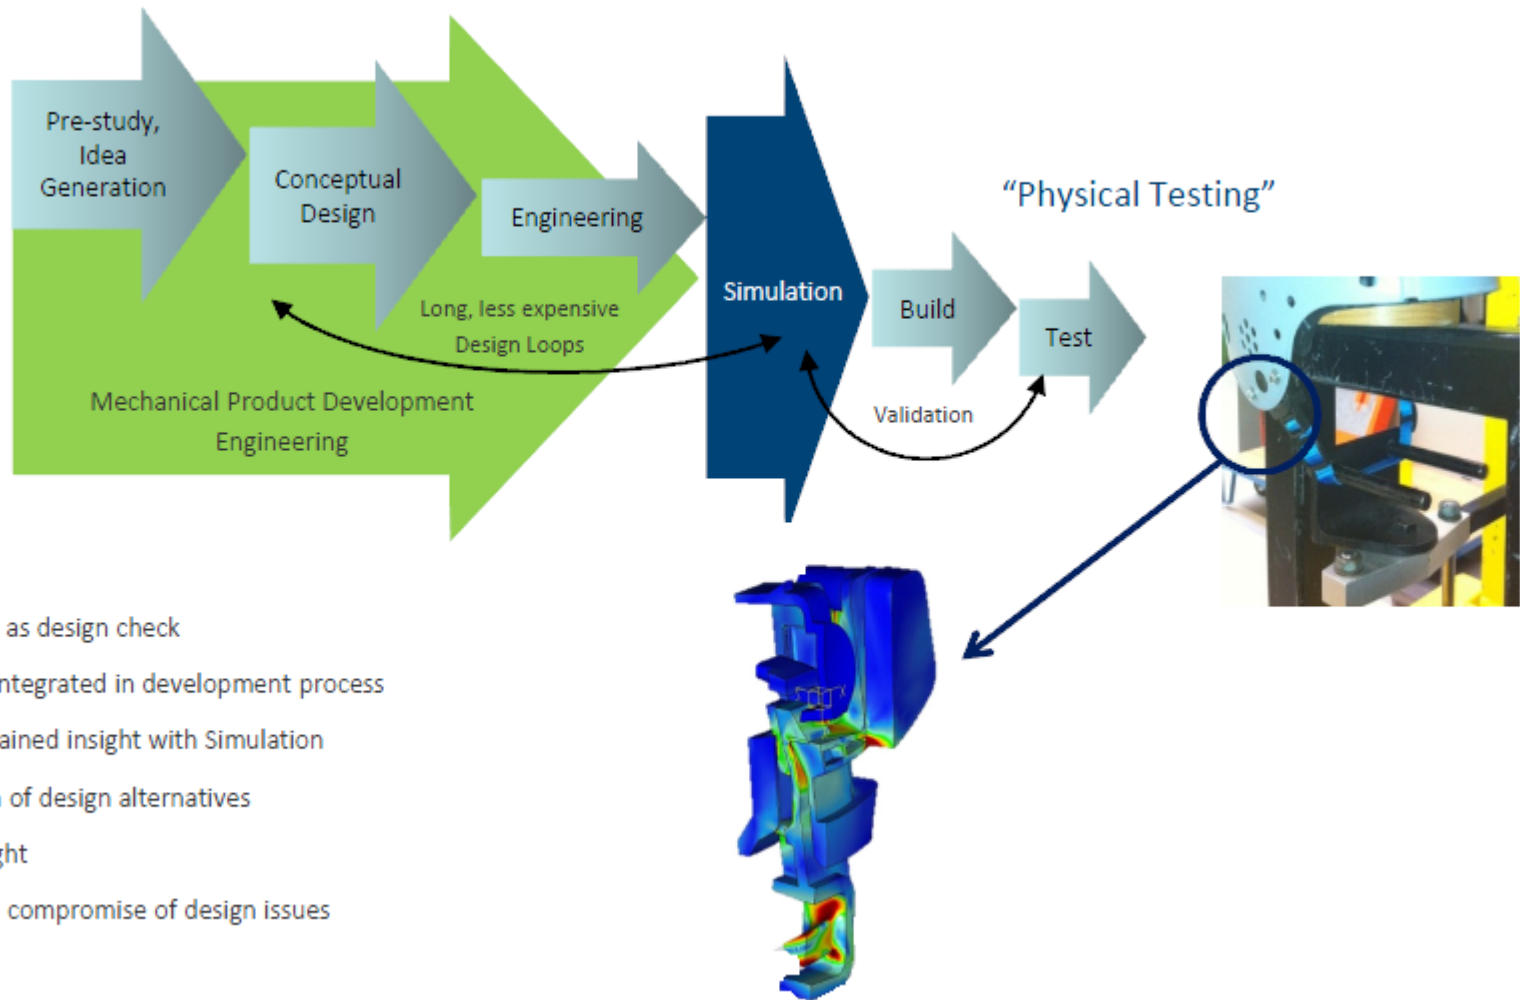 Pre-study,
Idea
Generation
Conceptual
Design
Engineering
Long, less expensive
Design Loops
Mechanical Product Development
Engineering
Simulation
"Physical Testing"
Build
Test
Validation
as design check
integrated in development process
ained insight with Simulation
of design alternatives
ght
compromise of design issues